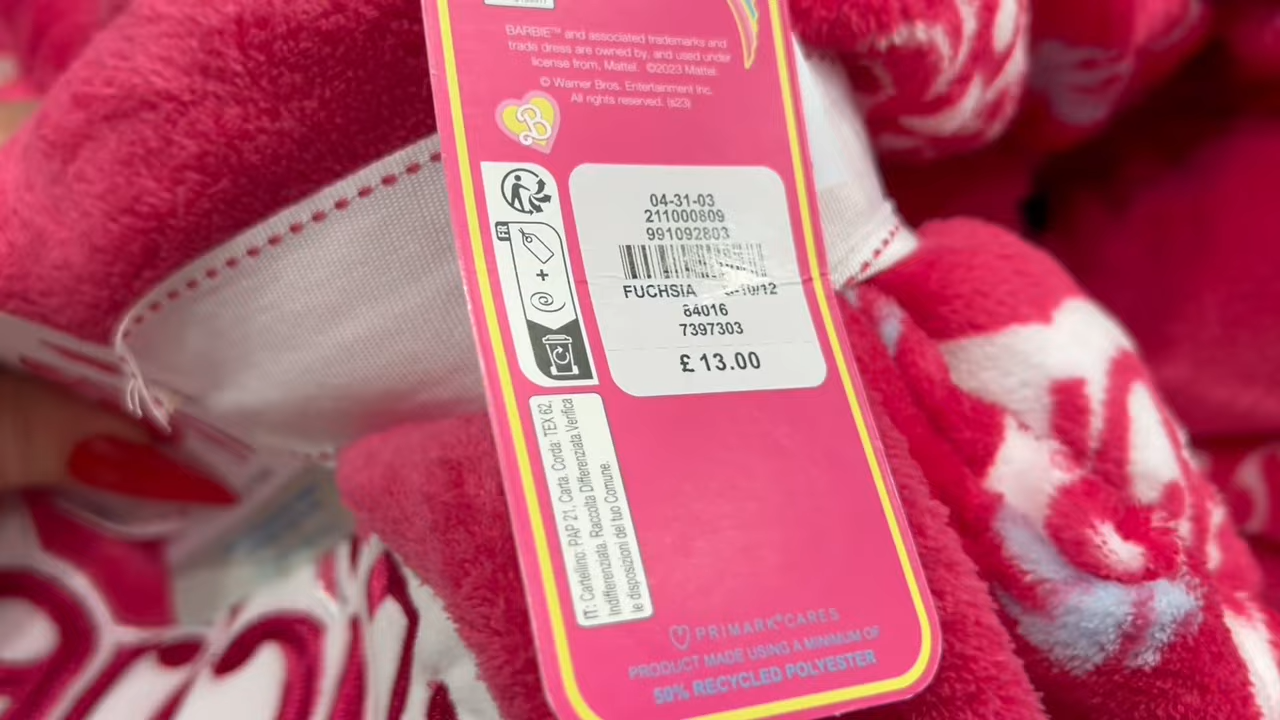 BARBIE™ and associated trademarks and
trade dress are owned by, and used under
license from, Mattel. ©2023 Mattel.
© Warner Bros. Entertainment Inc.
All rights reserved. (s23)
B
04-31-03
211000809
991092803
FUCHSIA
84016
7397303
£13.00
FR
+
IT: Cartellino: PAP 21, Carta. Corda: TEX 62,
Indifferenziata. Raccolta Differenziata. Verifica
le disposizioni del tuo Comune.
PRIMARK®CARES
PRODUCT MADE USING A MINIMUM OF
50% RECYCLED POLYESTER